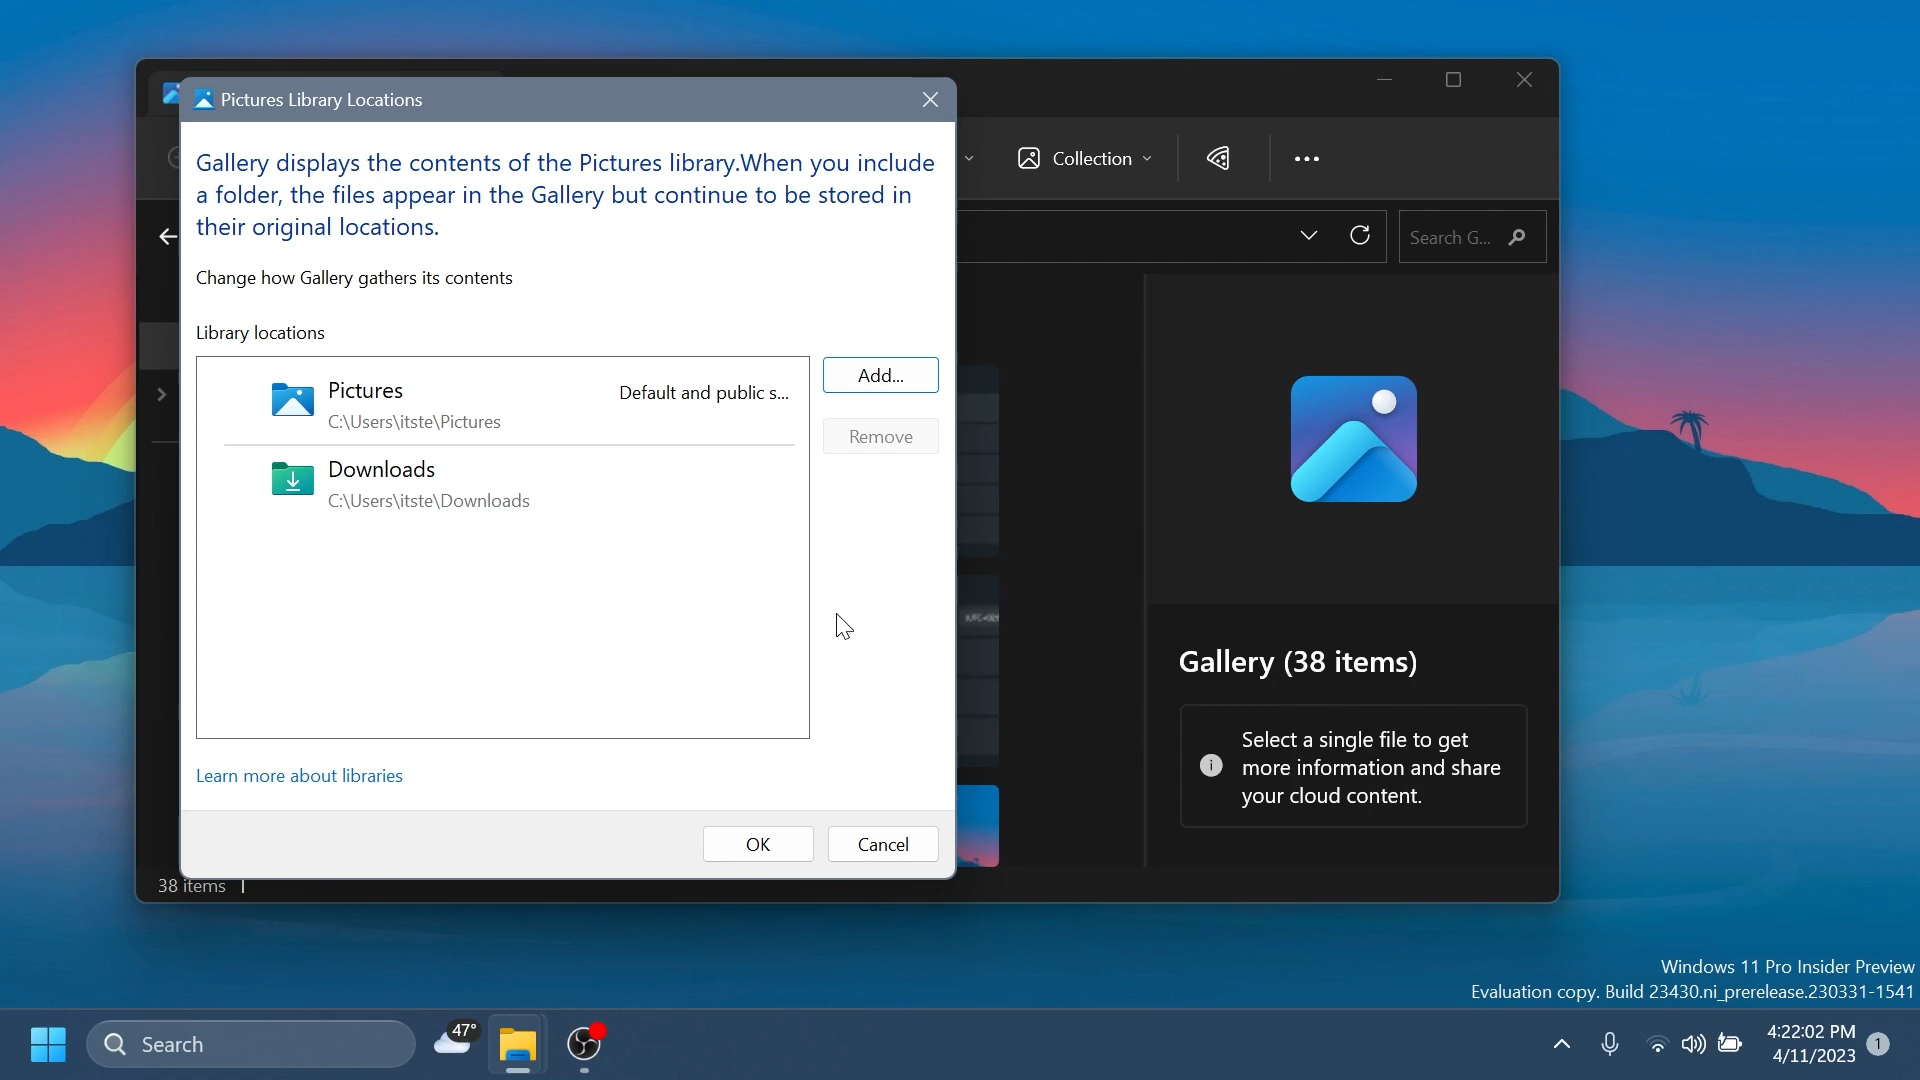 Pictures Library Locations
Gallery displays the contents of the Pictures library.When you include
a folder, the files appear in the Gallery but continue to be stored in
their original locations.
Change how Gallery gathers its contents
Library locations
Pictures
Default and public s...
C:\Users\itste\Pictures
Downloads
C:\Users\itste\Downloads
Add...
Remove
Learn more about libraries
OK
Cancel
Collection
Search G...
Gallery (38 items)
Select a single file to get
more information and share
your cloud content.
38 items
Windows 11 Pro Insider Preview
Evaluation copy. Build 23430.ni_prerelease.230331-1541
Search
47°
4:22:02 PM
4/11/2023
1